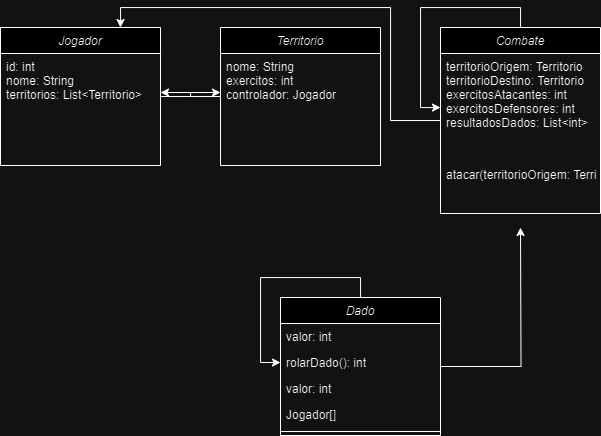 Jogador
id: int
nome: String
territorios: List<Territorio>
Territorio
nome: String
exercitos: int
controlador: Jogador
Combate
territorioOrigem: Territorio
territorioDestino: Territorio
exercitosAtacantes: int
exercitosDefensores: int
resultadosDados: List<int>
atacar(territorioOrigem: Terri
Dado
valor: int
rolarDado(): int
valor: int
Jogador[]